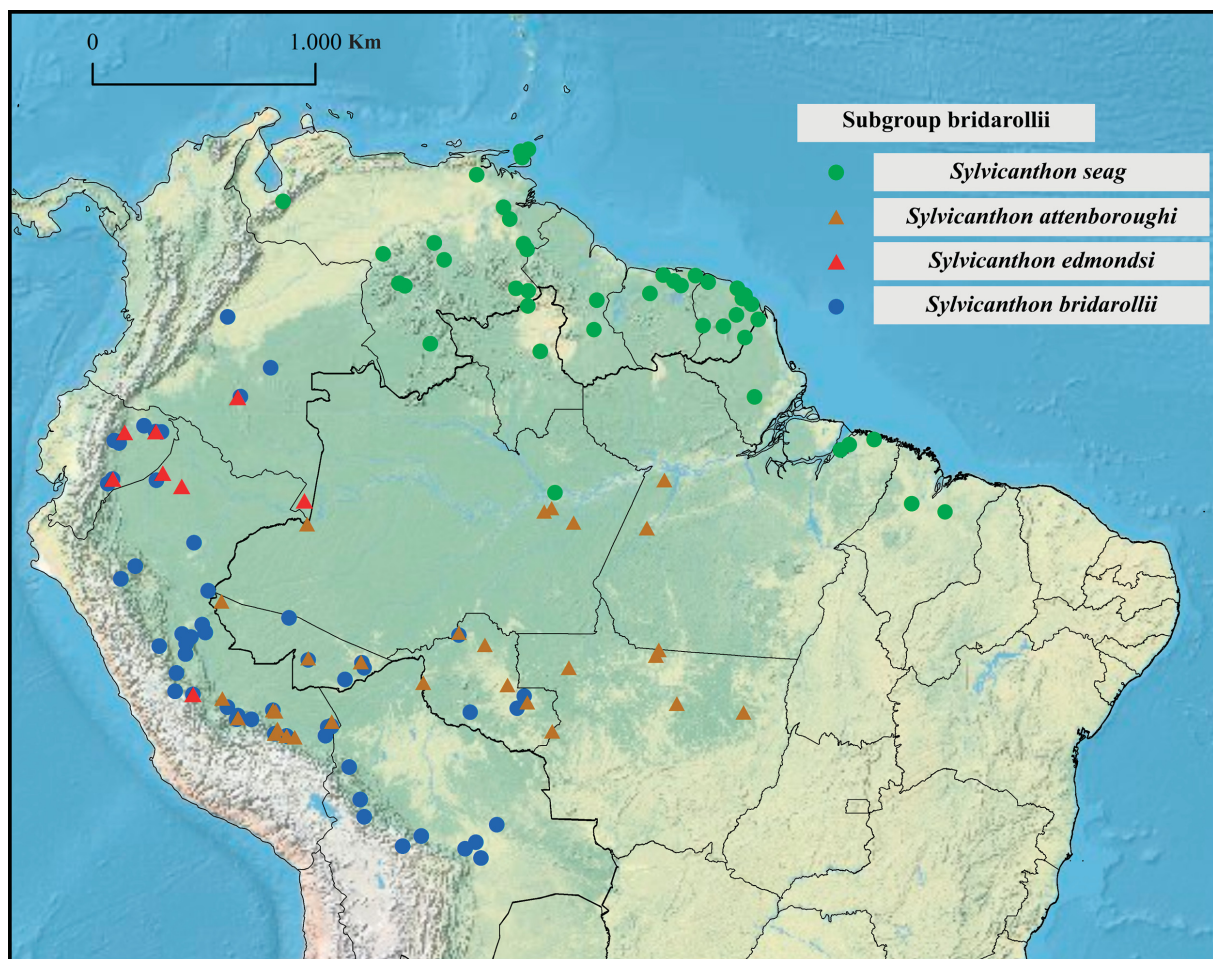 0 1.000 Km
Subgroup bridarollii
Sylvicanthon seag
Sylvicanthon attenboroughi
Sylvicanthon edmondsi
Sylvicanthon bridarollii